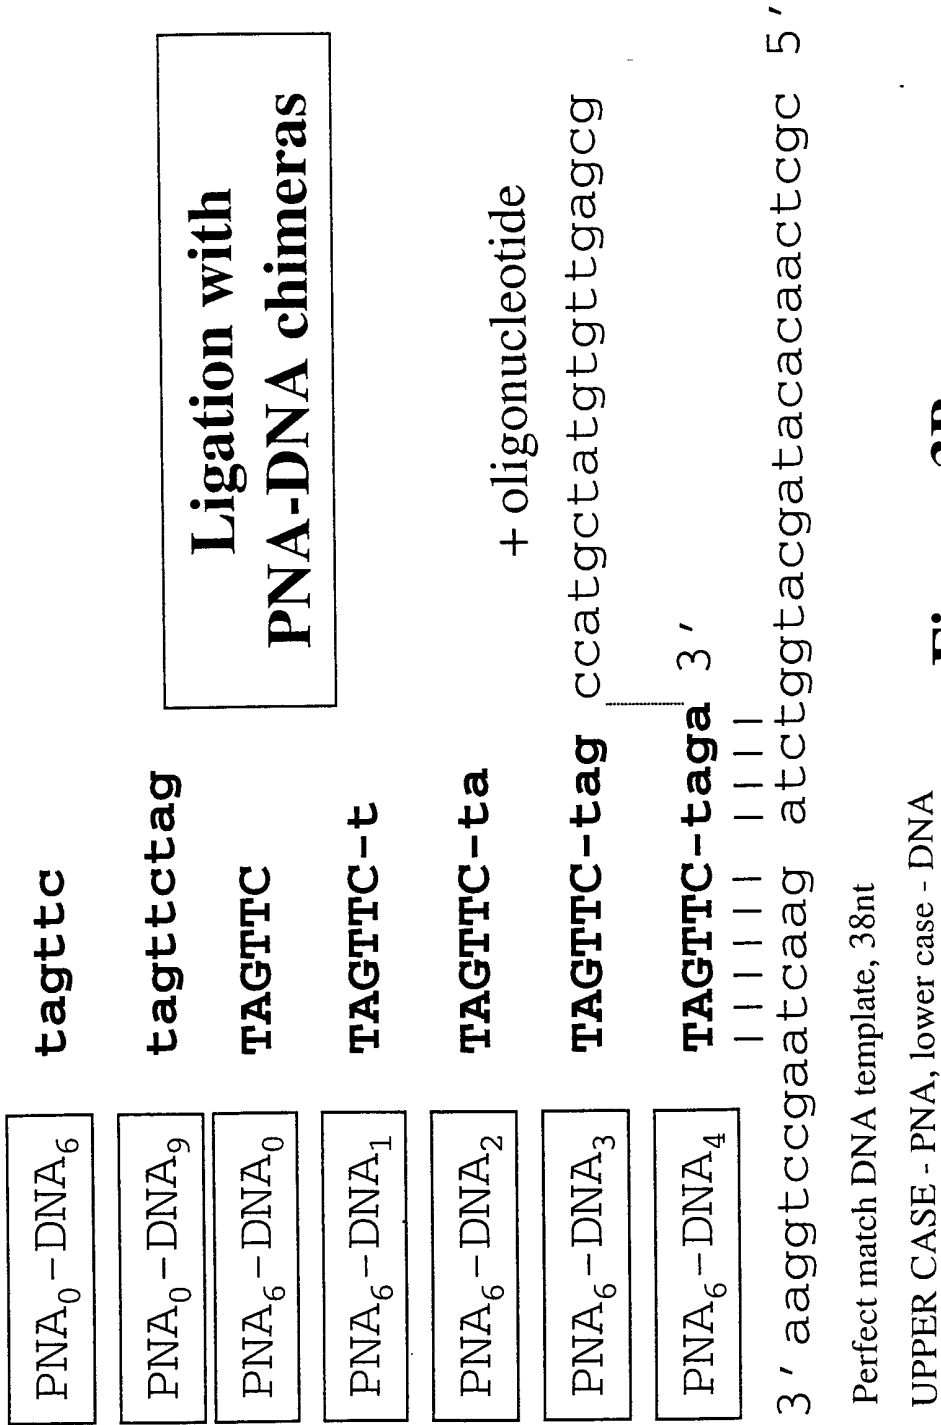 Ligation with
PNA-DNA chimeras
PNA₀-DNA₆ tagttc
PNA₀-DNA₉ tagttctag
PNA₆-DNA₀ TAGTTC
PNA₆-DNA₁ TAGTTC-t
PNA₆-DNA₂ TAGTTC-ta
+ oligonucleotide
PNA₆-DNA₃ TAGTTC-tag ccatgctatgtgttgagcg
PNA₆-DNA₄ TAGTTC-taga 3'
3' aaggtccgaatcaag atctggtacgatacacaactcgc 5'
Perfect match DNA template, 38nt
UPPER CASE - PNA, lower case - DNA